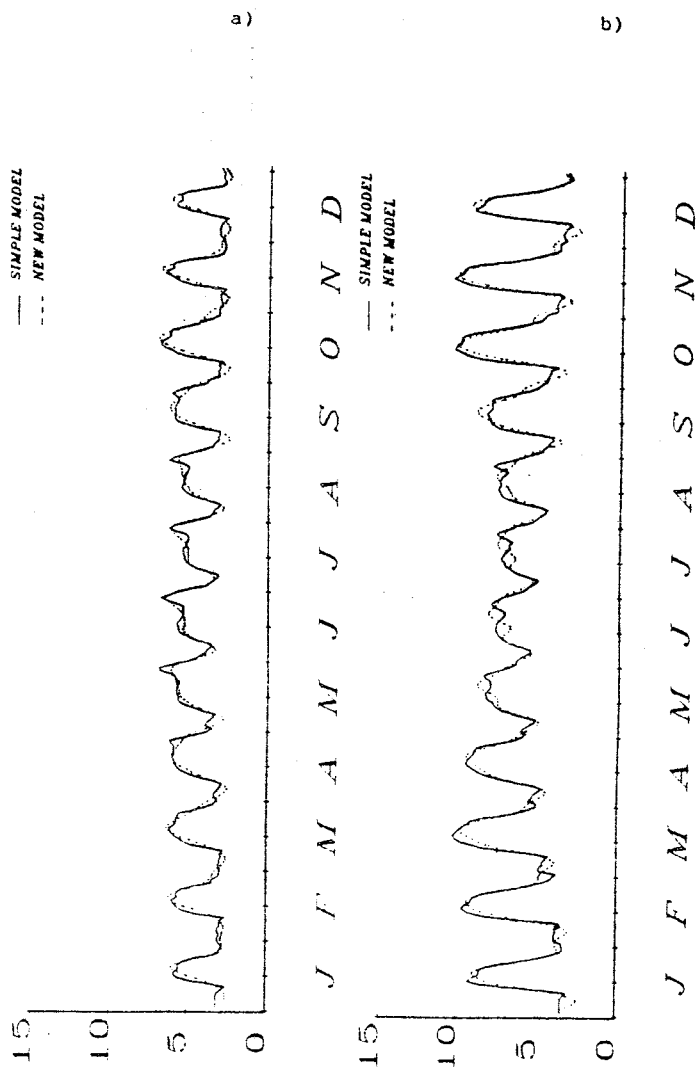 a)
— SIMPLE MODEL
--- NEW MODEL
15
10
5
0
J F M A M J J A S O N D
b)
— SIMPLE MODEL
--- NEW MODEL
15
10
5
0
J F M A M J J A S O N D